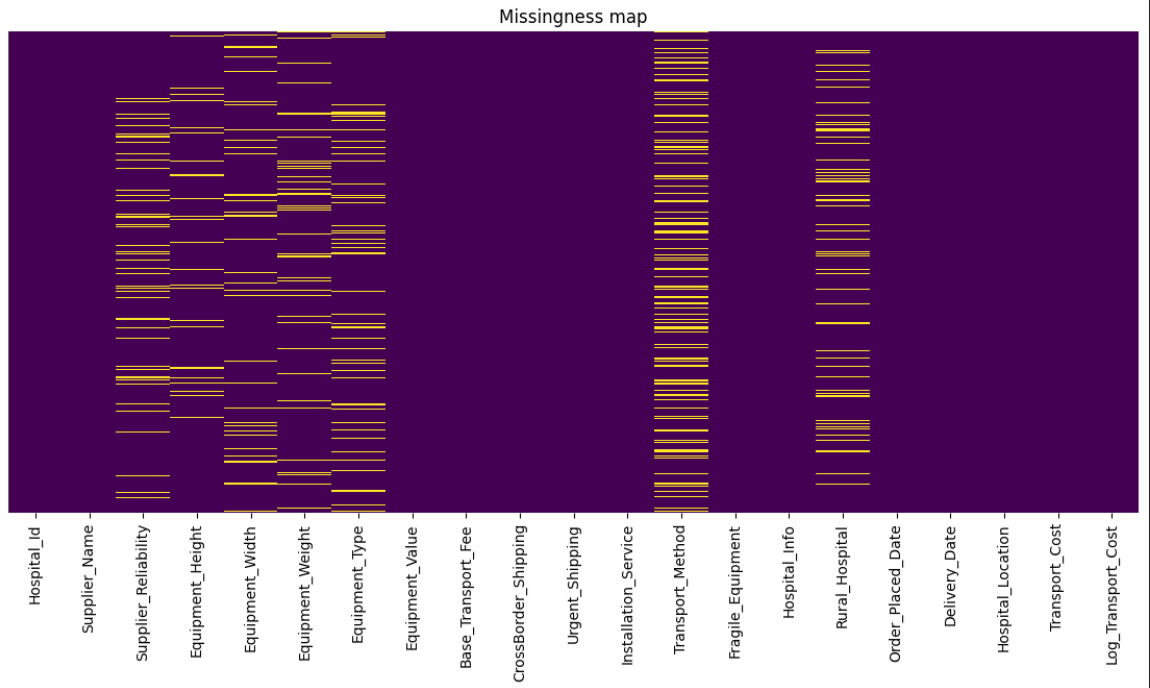 Missingness map
Hospital_Id
Supplier_Name
Supplier_Reliability
Equipment_Height
Equipment_Width
Equipment_Weight
Equipment_Type
Equipment_Value
Base_Transport_Fee
CrossBorder_Shipping
Urgent_Shipping
Installation_Service
Transport_Method
Fragile_Equipment
Hospital_Info
Rural_Hospital
Order_Placed_Date
Delivery_Date
Hospital_Location
Transport_Cost
Log_Transport_Cost